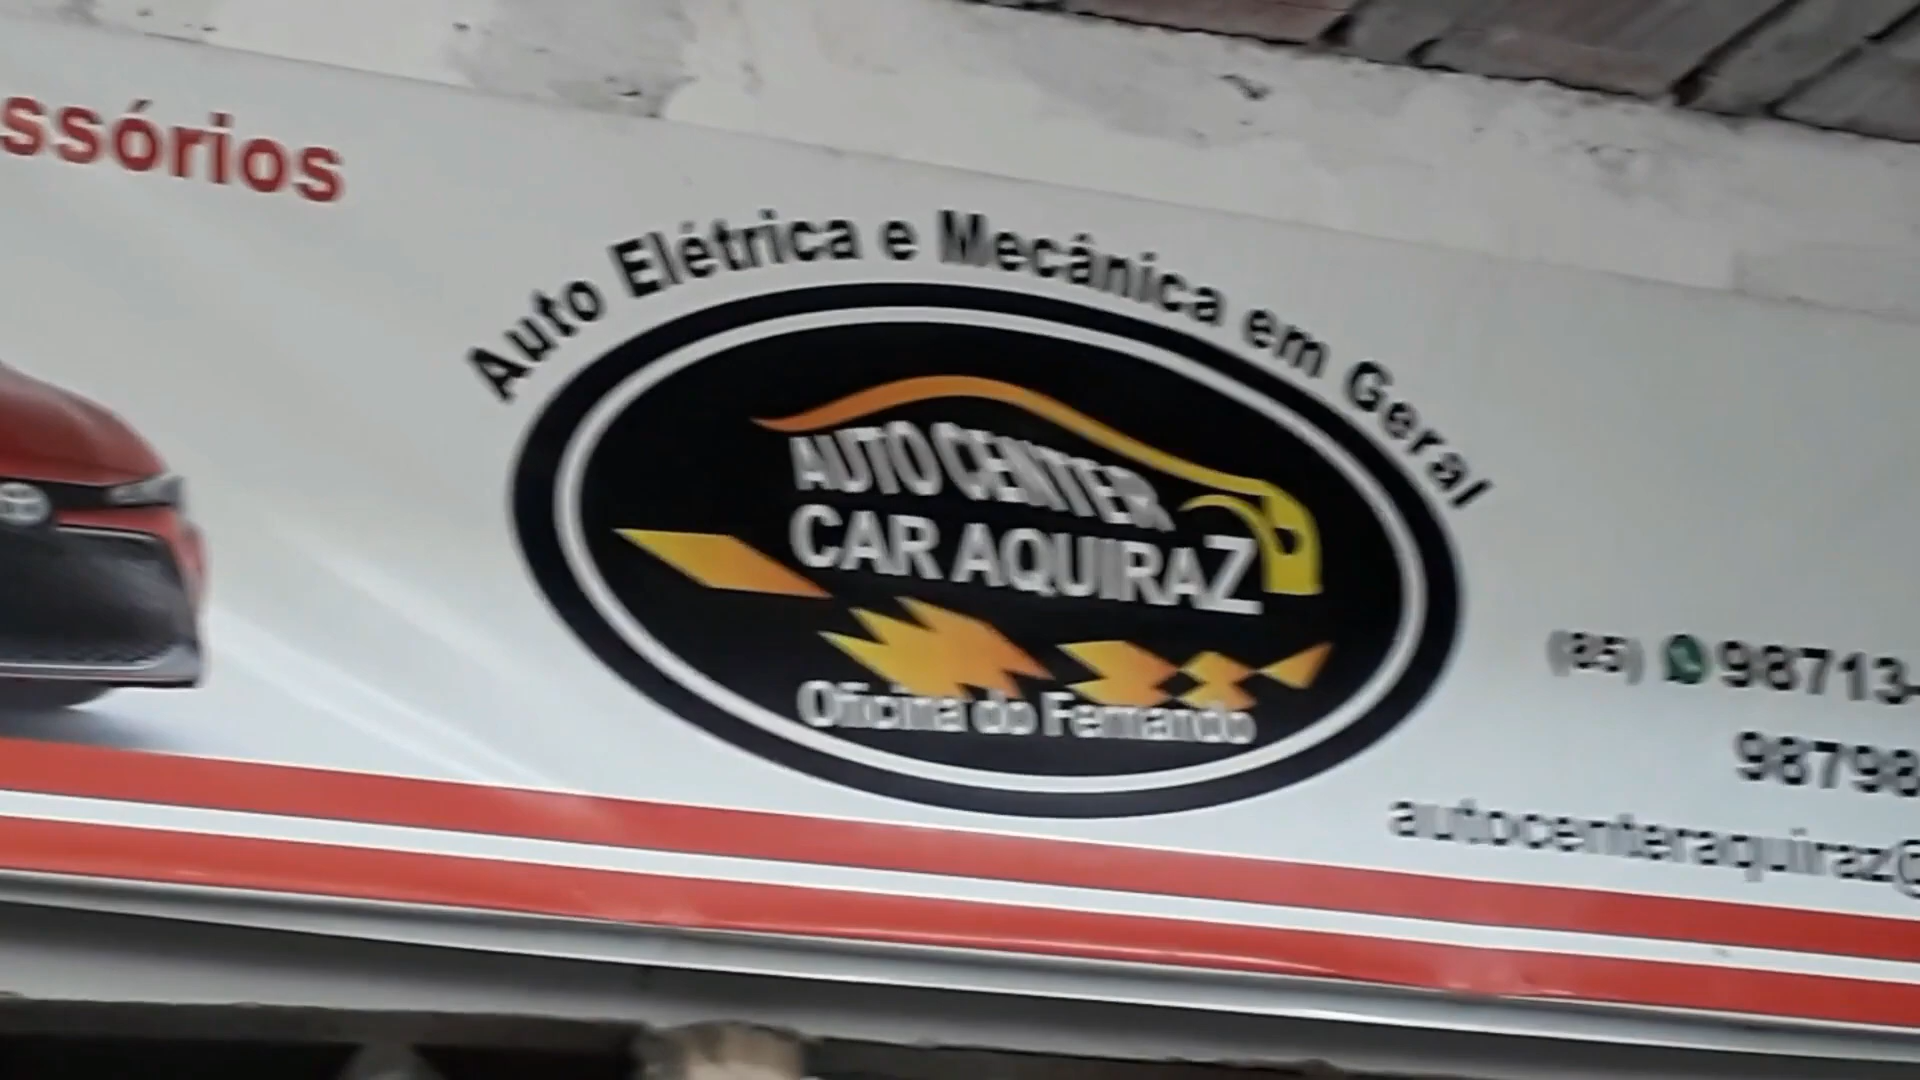 ssórios
Auto Elétrica e Mecânica em Geral
AUTO CENTER
CAR AQUIRAZ
Oficina do Fernando
(85) 98713-
98798
autocenteraquiraz@